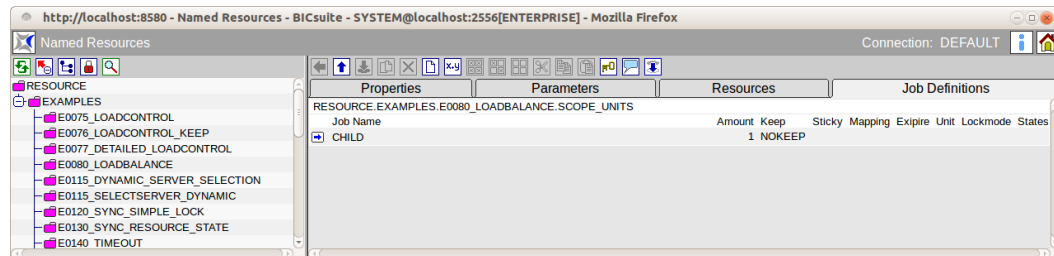 http://localhost:8580 - Named Resources - BICsuite - SYSTEM@localhost:2556[ENTERPRISE] - Mozilla Firefox
Named Resources
Connection: DEFAULT
RESOURCE
EXAMPLES
E0075_LOADCONTROL
E0076_LOADCONTROL_KEEP
E0077_DETAILED_LOADCONTROL
E0080_LOADBALANCE
E0115_DYNAMIC_SERVER_SELECTION
E0115_SELECTSERVER_DYNAMIC
E0120_SYNC_SIMPLE_LOCK
E0130_SYNC_RESOURCE_STATE
E0140_TIMEOUT
x,y
Properties Parameters Resources Job Definitions
RESOURCE.EXAMPLES.E0080_LOADBALANCE.SCOPE_UNITS
Job Name Amount Keep Sticky Mapping Exipire Unit Lockmode States
CHILD 1 NOKEEP